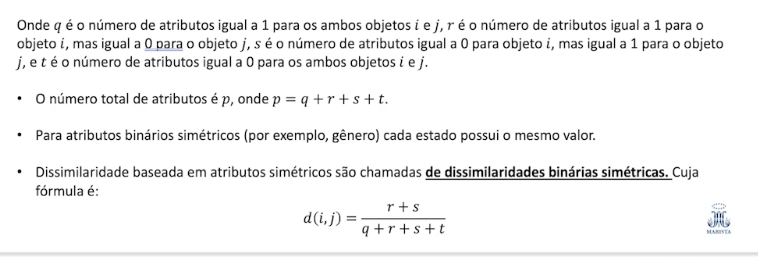 Onde q é o número de atributos igual a 1 para os ambos objetos i e j, r é o número de atributos igual a 1 para o
objeto i, mas igual a 0 para o objeto j, s é o número de atributos igual a 0 para objeto i, mas igual a 1 para o objeto
j, e t é o número de atributos igual a 0 para os ambos objetos i e j.
• O número total de atributos é p, onde p = q + r + s + t.
• Para atributos binários simétricos (por exemplo, gênero) cada estado possui o mesmo valor.
• Dissimilaridade baseada em atributos simétricos são chamadas de dissimilaridades binárias simétricas. Cuja
fórmula é:
d(i, j) = (r + s) / (q + r + s + t)
MARISTA